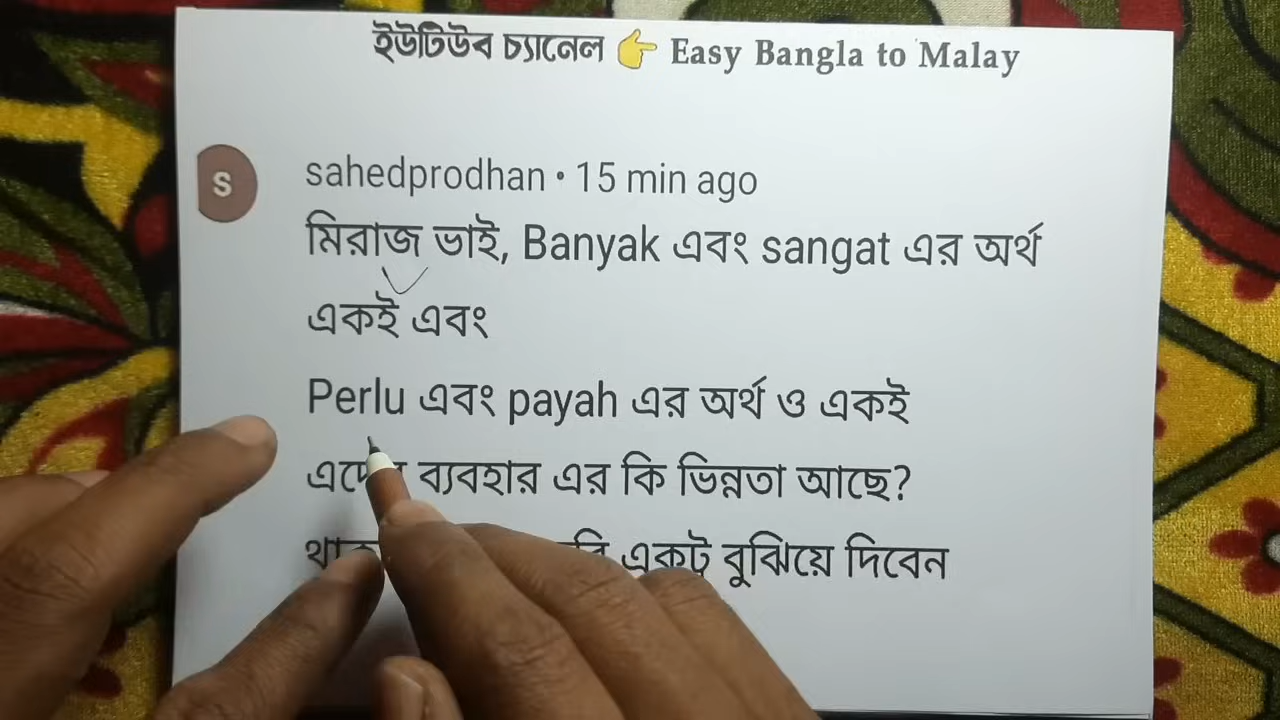 ইউটিউব চ্যানেল 👉 Easy Bangla to Malay
S
sahedprodhan • 15 min ago
মিরাজ ভাই, Banyak এবং sangat এর অর্থ
একই এবং
Perlu এবং payah এর অর্থ ও একই
ব্যবহার এর কি ভিন্নতা আছে?
একটু বুঝিয়ে দিবেন